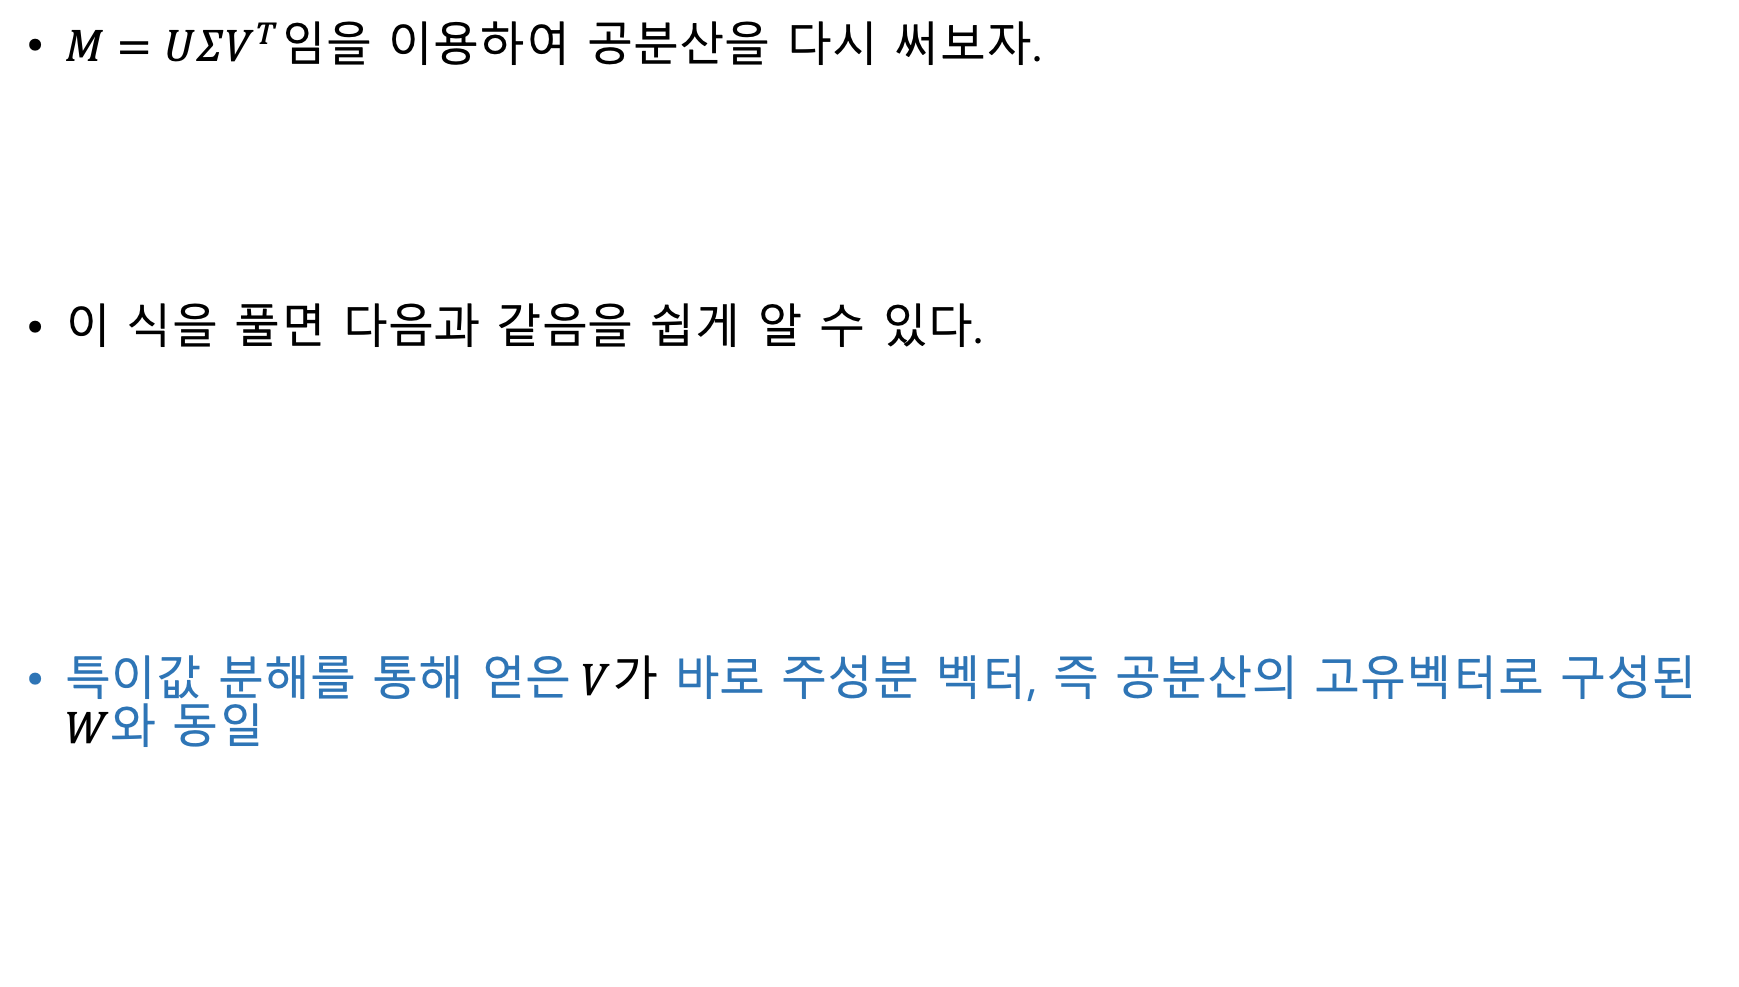 • M = UΣV^T임을 이용하여 공분산을 다시 써보자.
• 이 식을 풀면 다음과 같음을 쉽게 알 수 있다.
• 특이값 분해를 통해 얻은 V가 바로 주성분 벡터, 즉 공분산의 고유벡터로 구성된
W와 동일